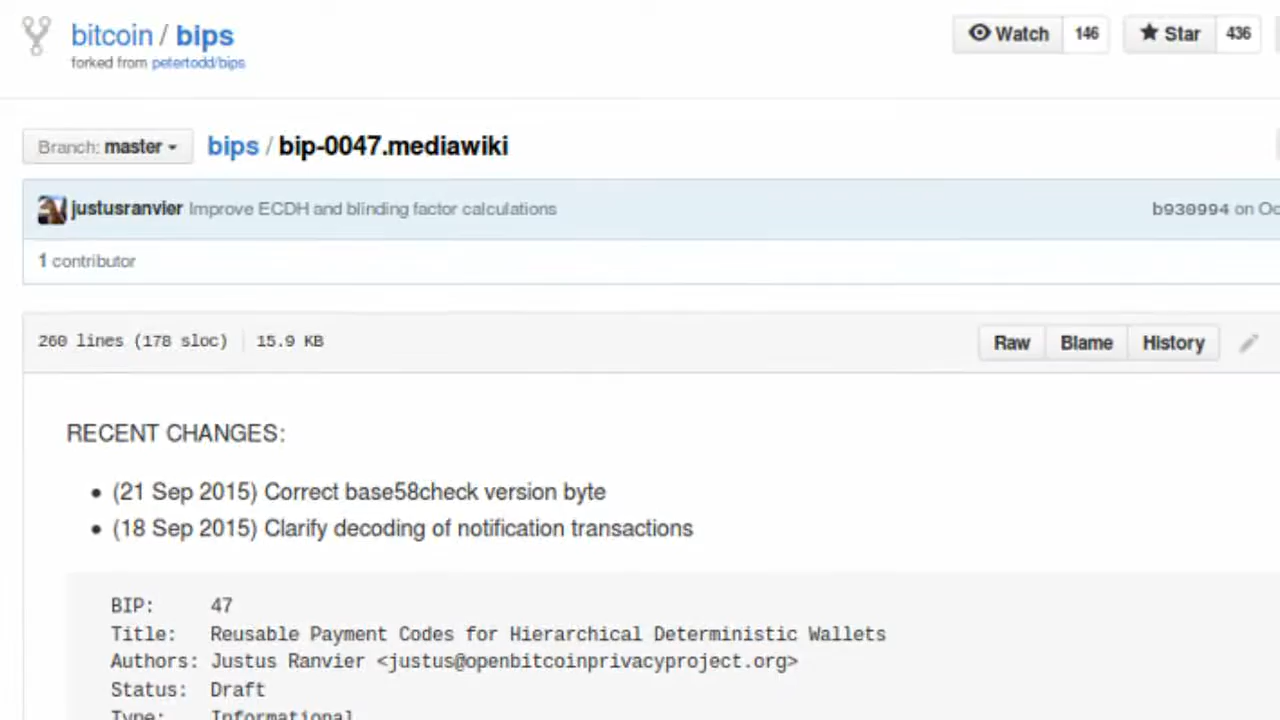 bitcoin / bips
forked from petertodd/bips
Watch 146 Star 436
Branch: master bips / bip-0047.mediawiki
justusranvier Improve ECDH and blinding factor calculations b930994 on Oc
1 contributor
260 lines (178 sloc) 15.9 KB Raw Blame History
RECENT CHANGES:
• (21 Sep 2015) Correct base58check version byte
• (18 Sep 2015) Clarify decoding of notification transactions
BIP: 47
Title: Reusable Payment Codes for Hierarchical Deterministic Wallets
Authors: Justus Ranvier <justus@openbitcoinprivacyproject.org>
Status: Draft
Type: Informational